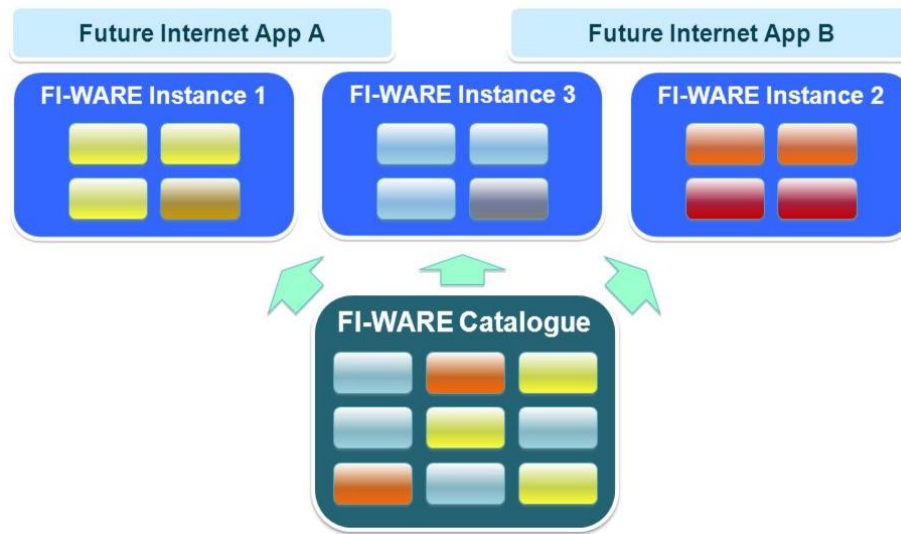 Future Internet App A
Future Internet App B
FI-WARE Instance 1
FI-WARE Instance 3
FI-WARE Instance 2
FI-WARE Catalogue